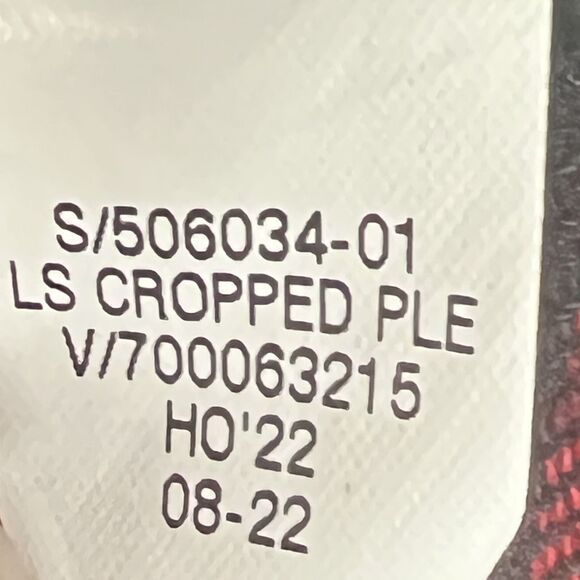 S/506034-01
LS CROPPED PLE
V/700063215
HO'22
08-22